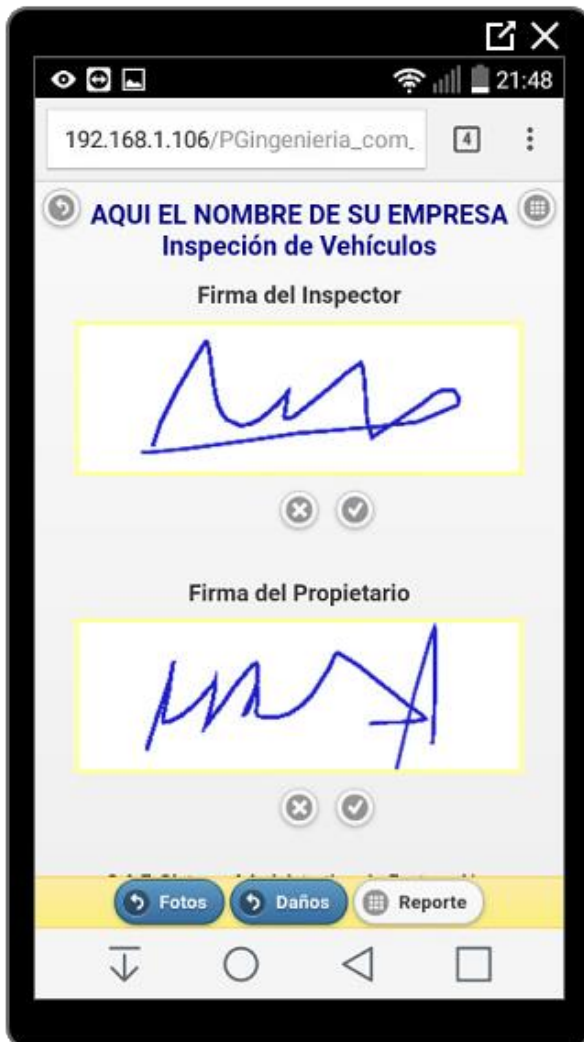 21:48
192.168.1.106/PGingenieria_com_
4
AQUI EL NOMBRE DE SU EMPRESA
Inspeción de Vehículos
Firma del Inspector
Firma del Propietario
Fotos
Daños
Reporte